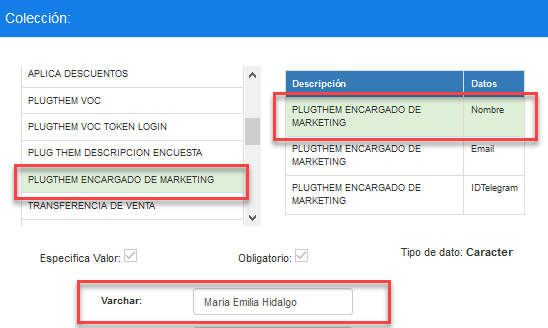 Colección:
APLICA DESCUENTOS
PLUGTHEM VOC
PLUGTHEM VOC TOKEN LOGIN
PLUG THEM DESCRIPCION ENCUESTA
PLUGTHEM ENCARGADO DE MARKETING
TRANSFERENCIA DE VENTA
Descripción Datos
PLUGTHEM ENCARGADO DE Nombre
MARKETING
PLUGTHEM ENCARGADO DE Email
MARKETING
PLUGTHEM ENCARGADO DE IDTelegram
MARKETING
Especifica Valor: Obligatorio: Tipo de dato: Caracter
Varchar: Maria Emilia Hidalgo